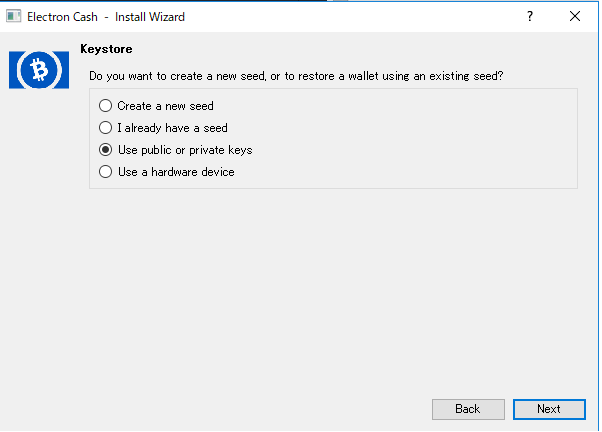 Electron Cash - Install Wizard
Keystore
Do you want to create a new seed, or to restore a wallet using an existing seed?
Create a new seed
I already have a seed
Use public or private keys
Use a hardware device
Back
Next